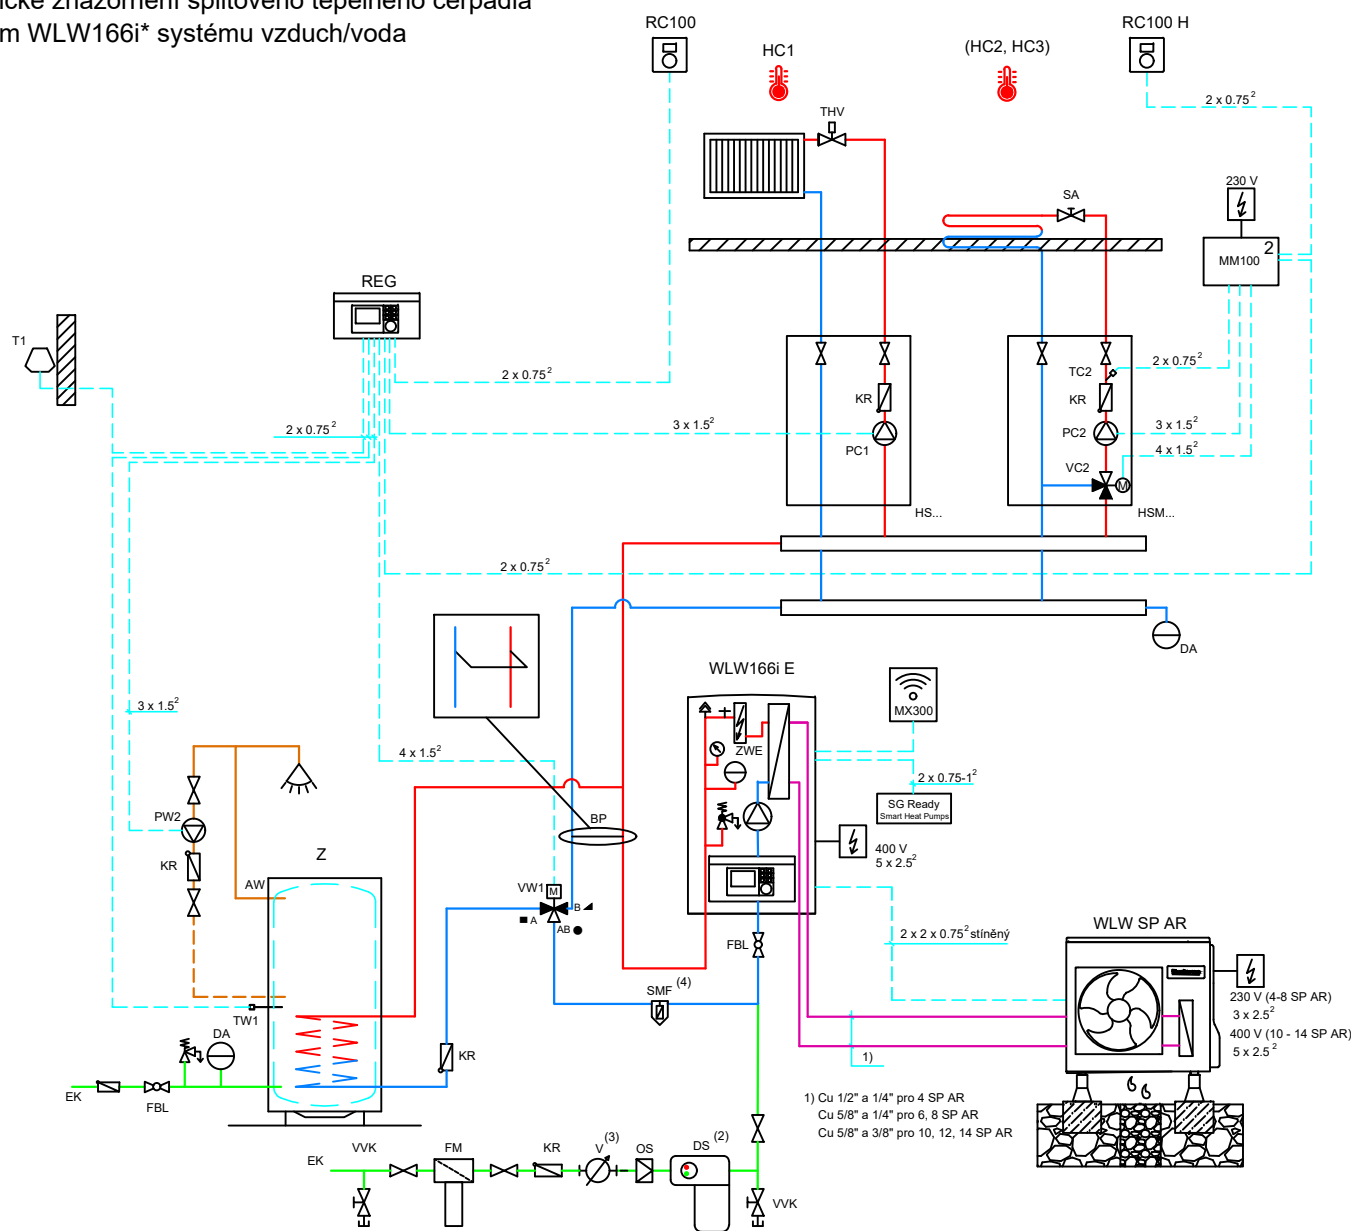 ické znázornění splitového tepelného čerpadla
m WLW166i* systému vzduch/voda
RC100
HC1
(HC2, HC3)
RC100 H
2 x 0.75²
THV
SA
230 V
2
MM100
REG
T1
2 x 0.75²
TC2
2 x 0.75²
KR
KR
2 x 0.75²
3 x 1.5²
PC1
PC2
3 x 1.5²
4 x 1.5²
VC2
M
HS...
HSM...
2 x 0.75²
DA
WLW166i E
MX300
3 x 1.5²
4 x 1.5²
ZWE
2 x 0.75-1²
SG Ready
Smart Heat Pumps
BP
PW2
400 V
5 x 2.5²
KR
Z
AW
VW1
M
B
A
AB
FBL
2 x 2 x 0.75² stíněný
WLW SP AR
SMF (4)
230 V (4-8 SP AR)
3 x 2.5²
400 V (10 - 14 SP AR)
5 x 2.5²
TW1
DA
KR
1)
EK
FBL
1) Cu 1/2" a 1/4" pro 4 SP AR
Cu 5/8" a 1/4" pro 6, 8 SP AR
Cu 5/8" a 3/8" pro 10, 12, 14 SP AR
EK
VVK
FM
KR
V (3)
OS
DS (2)
VVK